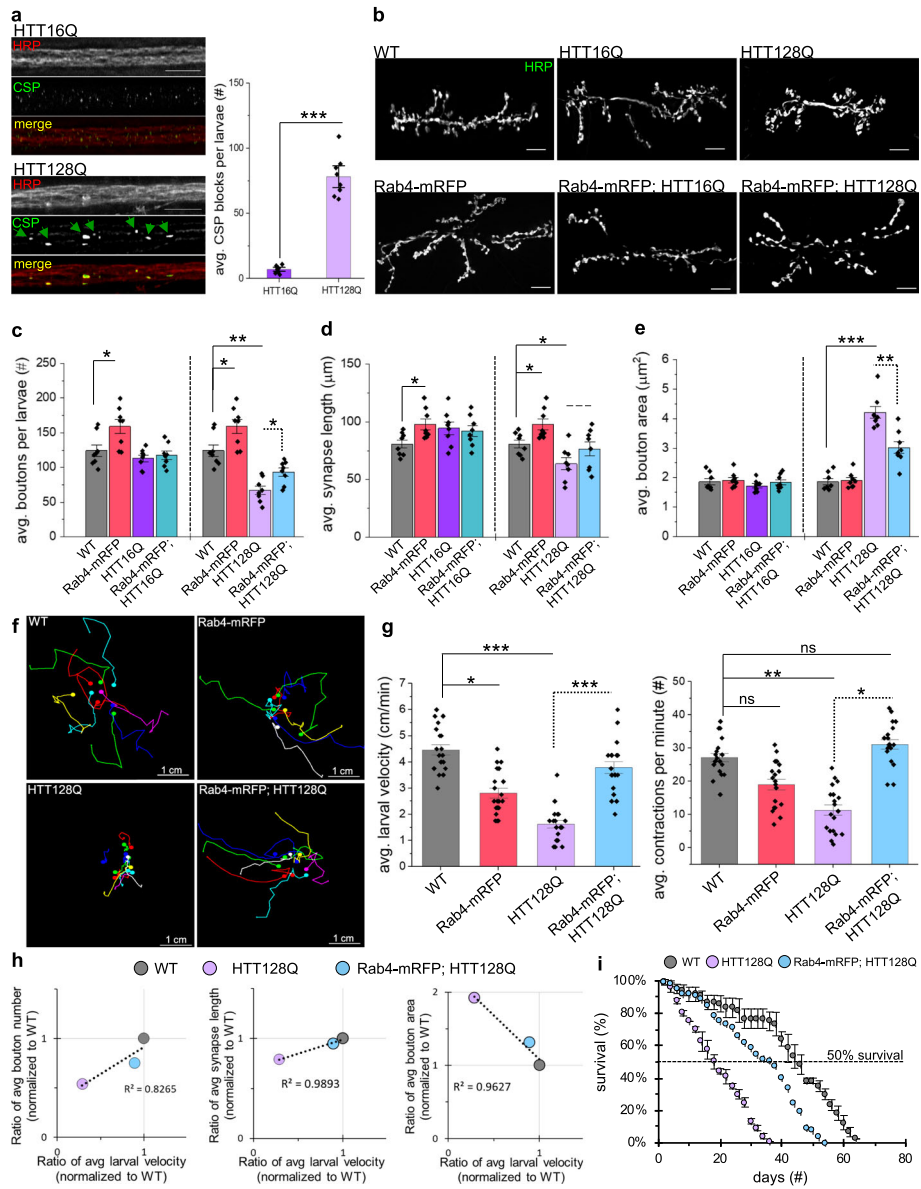 a
HTT16Q
HRP
CSP
merge
HTT128Q
HRP
CSP
merge
avg. CSP blocks per larvae (#)
100
75
50
25
0
***
HTT16Q
HTT128Q
b
WT
HTT16Q
HTT128Q
HRP
Rab4-mRFP
Rab4-mRFP; HTT16Q
Rab4-mRFP; HTT128Q
c
avg. boutons per larvae (#)
250
200
150
100
50
0
*
**
*
*
WT
Rab4-mRFP
HTT16Q
Rab4-mRFP;
HTT16Q
WT
Rab4-mRFP
HTT128Q
Rab4-mRFP;
HTT128Q
d
avg. synapse length (μm)
150
100
50
0
*
*
*
WT
Rab4-mRFP
HTT16Q
Rab4-mRFP;
HTT16Q
WT
Rab4-mRFP
HTT128Q
Rab4-mRFP;
HTT128Q
e
avg. bouton area (μm²)
6
4
2
0
***
**
WT
Rab4-mRFP
HTT16Q
Rab4-mRFP;
HTT16Q
WT
Rab4-mRFP
HTT128Q
Rab4-mRFP;
HTT128Q
f
WT
1 cm
Rab4-mRFP
1 cm
HTT128Q
1 cm
Rab4-mRFP; HTT128Q
1 cm
g
avg. larval velocity (cm/min)
7
6
5
4
3
2
1
0
***
*
***
WT
Rab4-mRFP
HTT128Q
Rab4-mRFP;
HTT128Q
avg. contractions per minute (#)
50
40
30
20
10
0
ns
**
ns
*
WT
Rab4-mRFP
HTT128Q
Rab4-mRFP;
HTT128Q
h
WT
HTT128Q
Rab4-mRFP; HTT128Q
Ratio of avg bouton number
(normalized to WT)
1
0
R² = 0.8265
1
Ratio of avg larval velocity
(normalized to WT)
Ratio of avg synapse length
(normalized to WT)
1
0
R² = 0.9893
1
Ratio of avg larval velocity
(normalized to WT)
Ratio of avg bouton area
(normalized to WT)
2
1
0
R² = 0.9627
0
1
Ratio of avg larval velocity
(normalized to WT)
i
WT
HTT128Q
Rab4-mRFP; HTT128Q
survival (%)
100%
80%
60%
40%
20%
0%
50% survival
0
20
40
60
80
days (#)